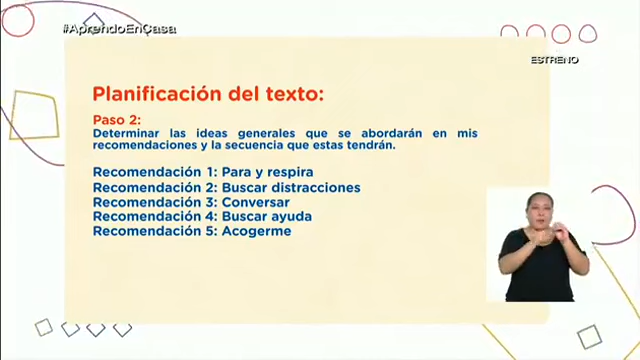 #AprendoEnCasa
ESTRENO
Planificación del texto:
Paso 2:
Determinar las ideas generales que se abordarán en mis
recomendaciones y la secuencia que estas tendrán.
Recomendación 1: Para y respira
Recomendación 2: Buscar distracciones
Recomendación 3: Conversar
Recomendación 4: Buscar ayuda
Recomendación 5: Acogerme